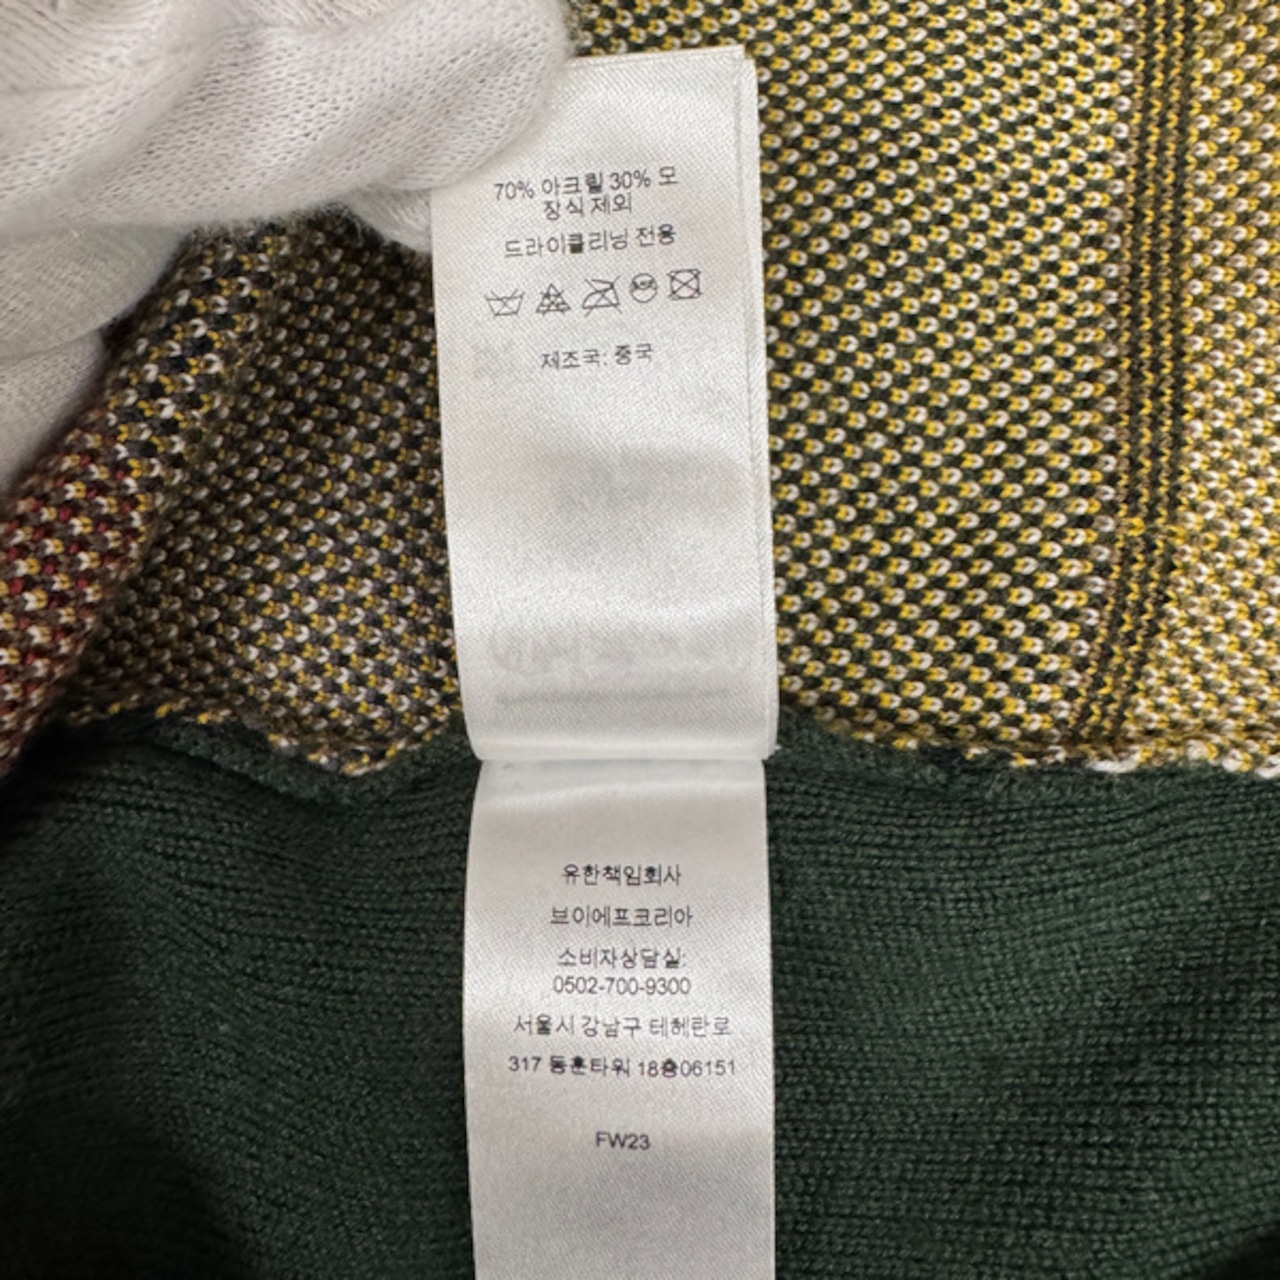 70% 아크릴 30% 모
장식 제외
드라이클리닝 전용
제조국: 중국
유한책임회사
브이에프코리아
소비자상담실:
0502-700-9300
서울시 강남구 테헤란로
317 동훈타워 18층06151
FW23